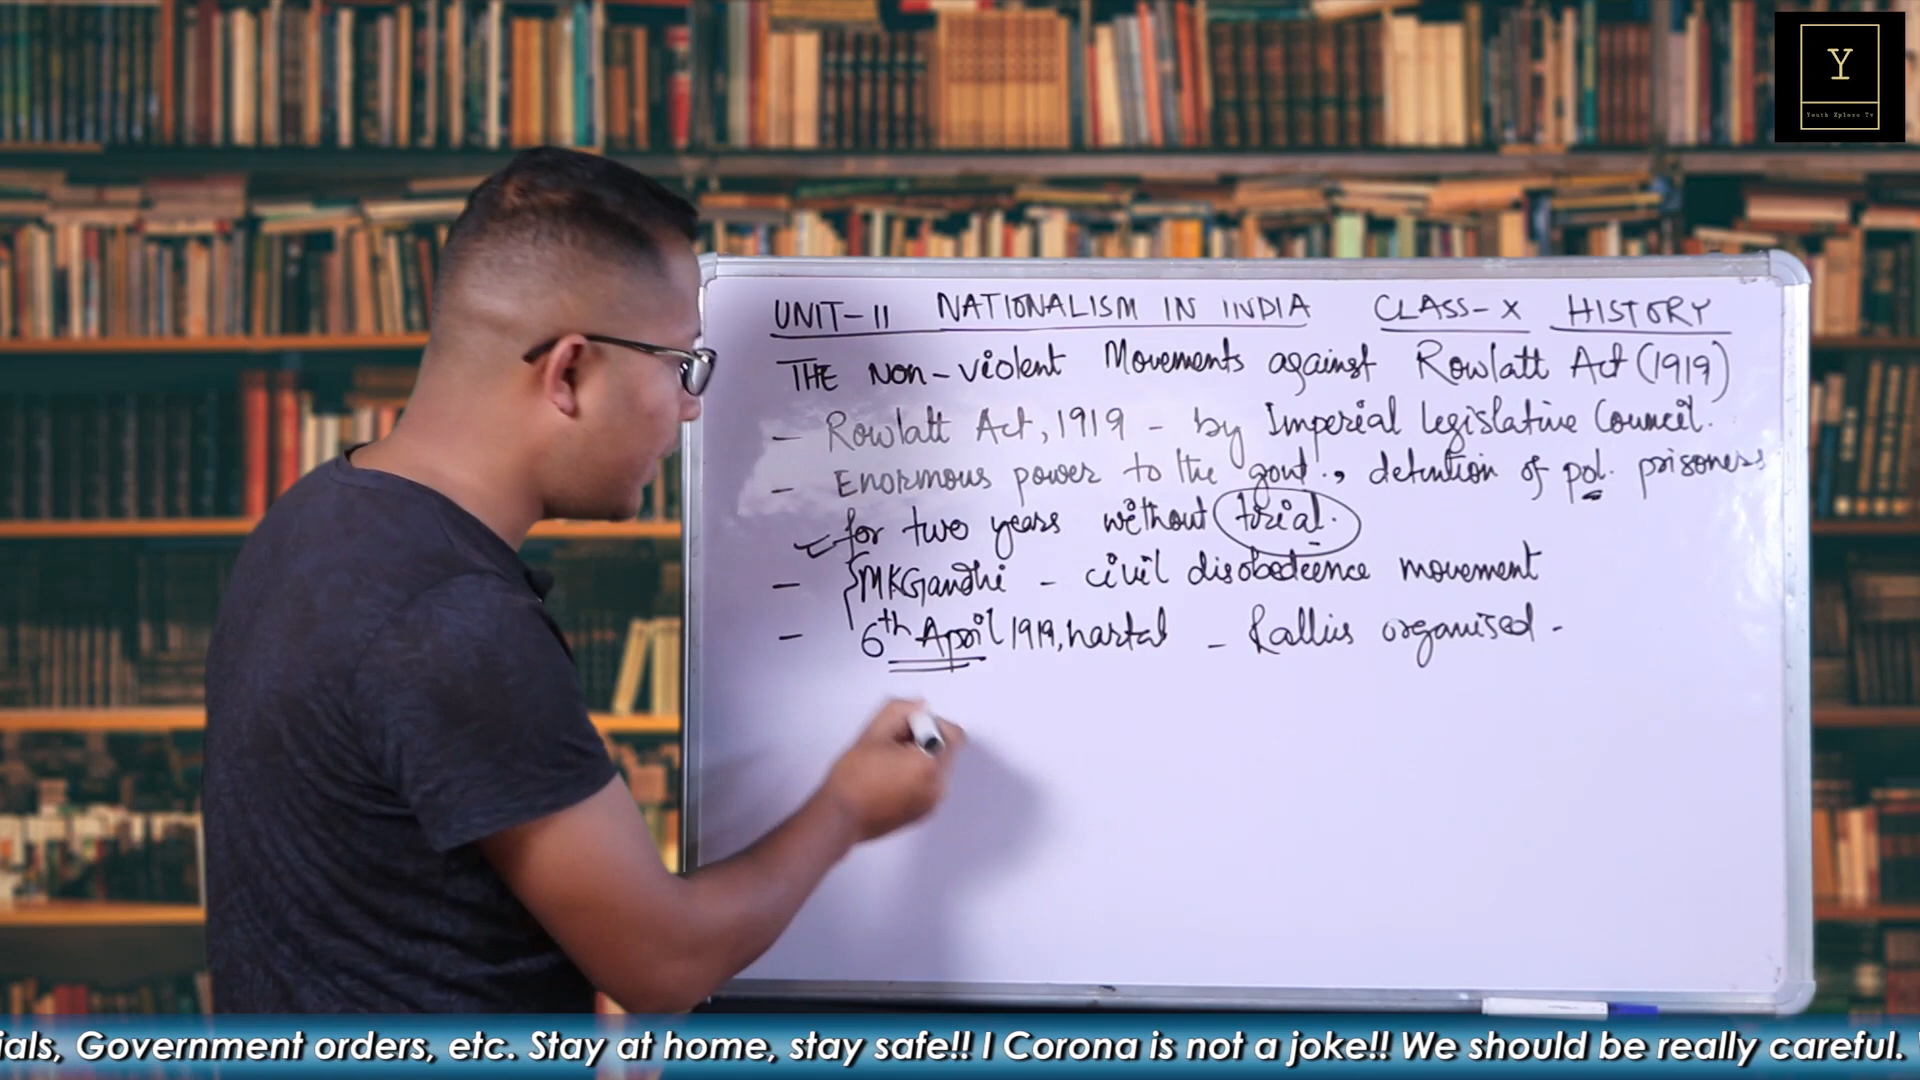 Y
Youth Xplore Tv
UNIT-II NATIONALISM IN INDIA CLASS-X HISTORY
THE Non-violent Movements against Rowlatt Act (1919)
- Rowlatt Act, 1919 - by Imperial Legislative Council.
- Enormous power to the govt., detention of pol. prisoners
for two years without trial.
- MKGandhi - civil disobedience movement
- 6th April 1919, hartal - Rallies organised -
ials, Government orders, etc. Stay at home, stay safe!! I Corona is not a joke!! We should be really careful.